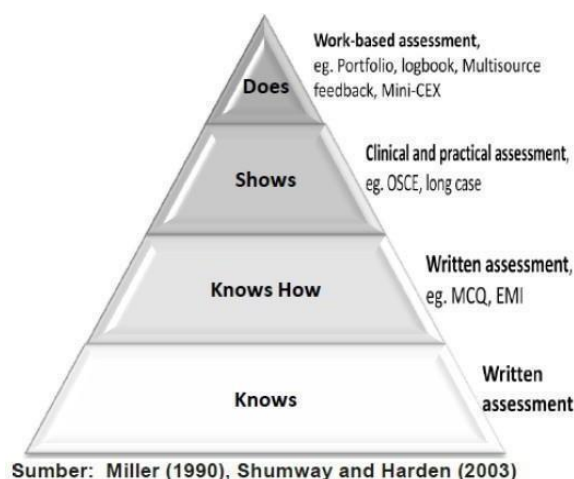 Work-based assessment,
eg. Portfolio, logbook, Multisource
feedback, Mini-CEX
Does
Clinical and practical assessment,
eg. OSCE, long case
Shows
Written assessment,
eg. MCQ, EMI
Knows How
Written
assessment
Knows
Sumber: Miller (1990), Shumway and Harden (2003)